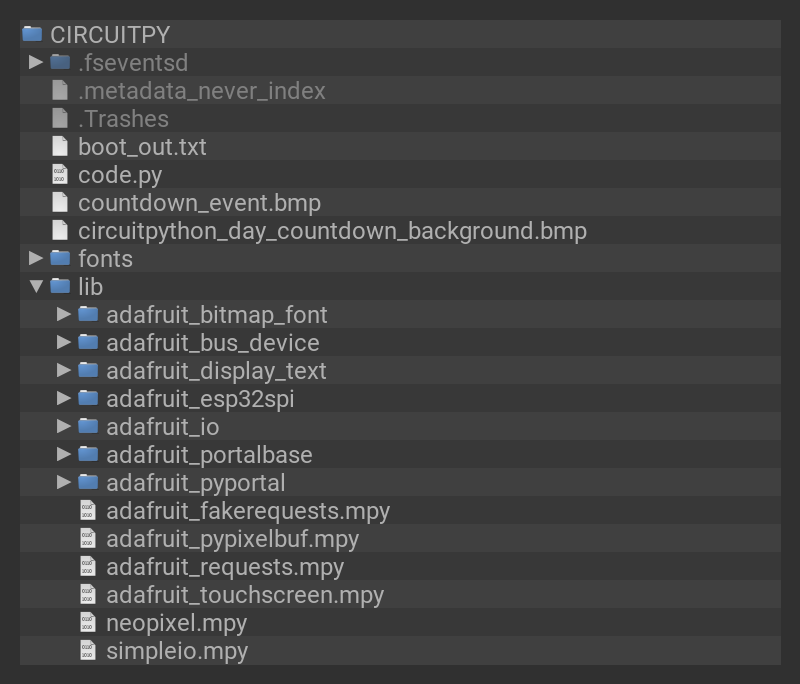 CIRCUITPY
.fseventsd
.metadata_never_index
.Trashes
boot_out.txt
code.py
countdown_event.bmp
circuitpython_day_countdown_background.bmp
fonts
lib
adafruit_bitmap_font
adafruit_bus_device
adafruit_display_text
adafruit_esp32spi
adafruit_io
adafruit_portalbase
adafruit_pyportal
adafruit_fakerequests.mpy
adafruit_pypixelbuf.mpy
adafruit_requests.mpy
adafruit_touchscreen.mpy
neopixel.mpy
simpleio.mpy